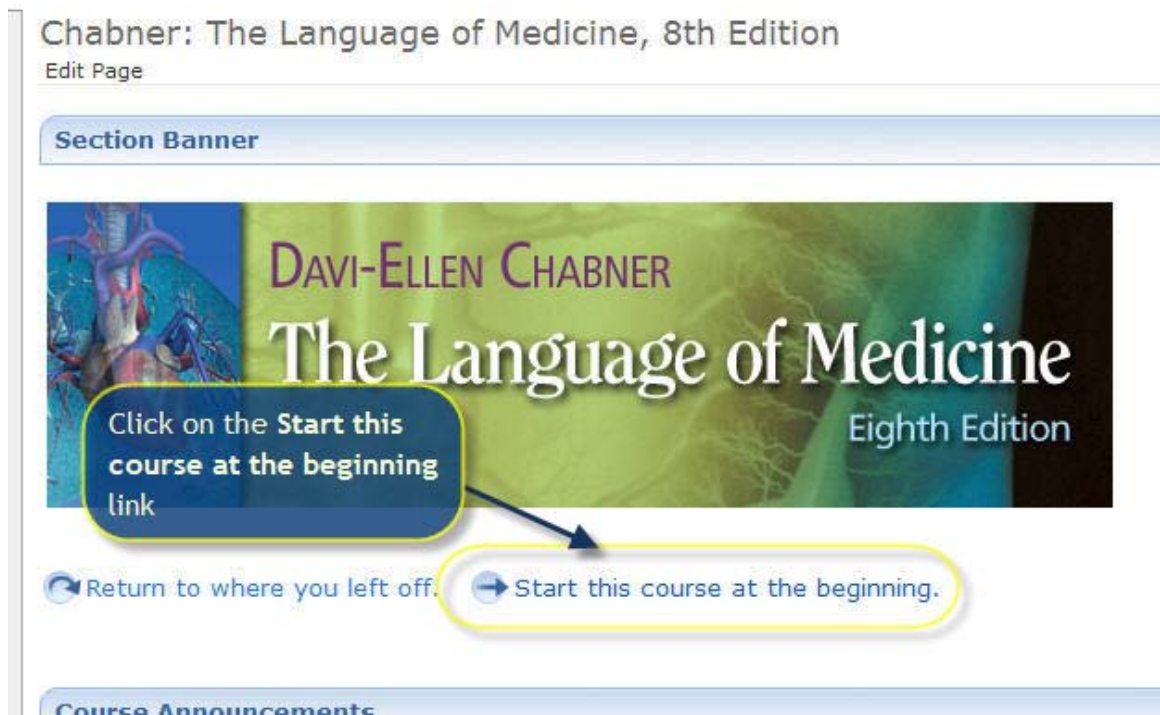 Chabner: The Language of Medicine, 8th Edition
Edit Page
Section Banner
DAVI-ELLEN CHABNER
The Language of Medicine
Eighth Edition
Click on the Start this
course at the beginning
link
Return to where you left off.
Start this course at the beginning.
Course Announcements